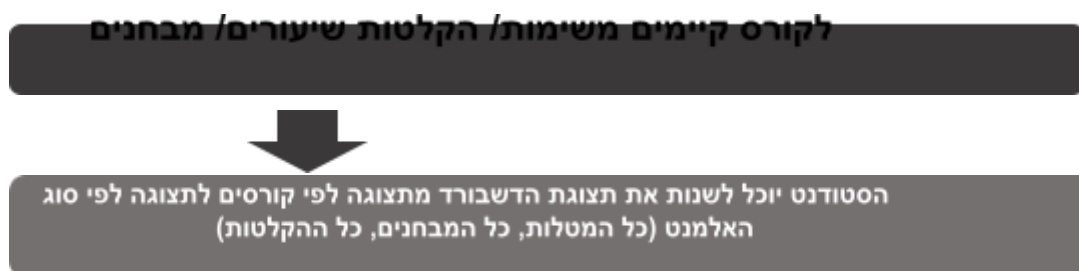 לקורס קיימים משימות/ הקלטות שיעורים/ מבחנים
הסטודנט יוכל לשנות את תצוגת הדשבורד מתצוגה לפי קורסים לתצוגה לפי סוג
האלמנט (כל המטלות, כל המבחנים, כל ההקלטות)